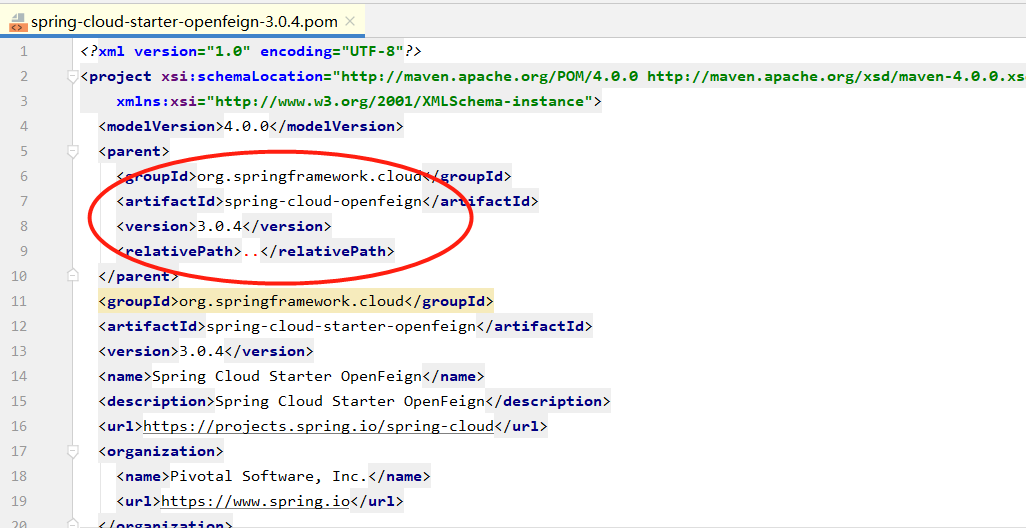 spring-cloud-starter-openfeign-3.0.4.pom
1 <?xml version="1.0" encoding="UTF-8"?>
2 <project xsi:schemaLocation="http://maven.apache.org/POM/4.0.0 http://maven.apache.org/xsd/maven-4.0.0.xs
3 xmlns:xsi="http://www.w3.org/2001/XMLSchema-instance">
4 <modelVersion>4.0.0</modelVersion>
5 <parent>
6 <groupId>org.springframework.cloud</groupId>
7 <artifactId>spring-cloud-openfeign</artifactId>
8 <version>3.0.4</version>
9 <relativePath>..</relativePath>
10 </parent>
11 <groupId>org.springframework.cloud</groupId>
12 <artifactId>spring-cloud-starter-openfeign</artifactId>
13 <version>3.0.4</version>
14 <name>Spring Cloud Starter OpenFeign</name>
15 <description>Spring Cloud Starter OpenFeign</description>
16 <url>https://projects.spring.io/spring-cloud</url>
17 <organization>
18 <name>Pivotal Software, Inc.</name>
19 <url>https://www.spring.io</url>
20 </organization>